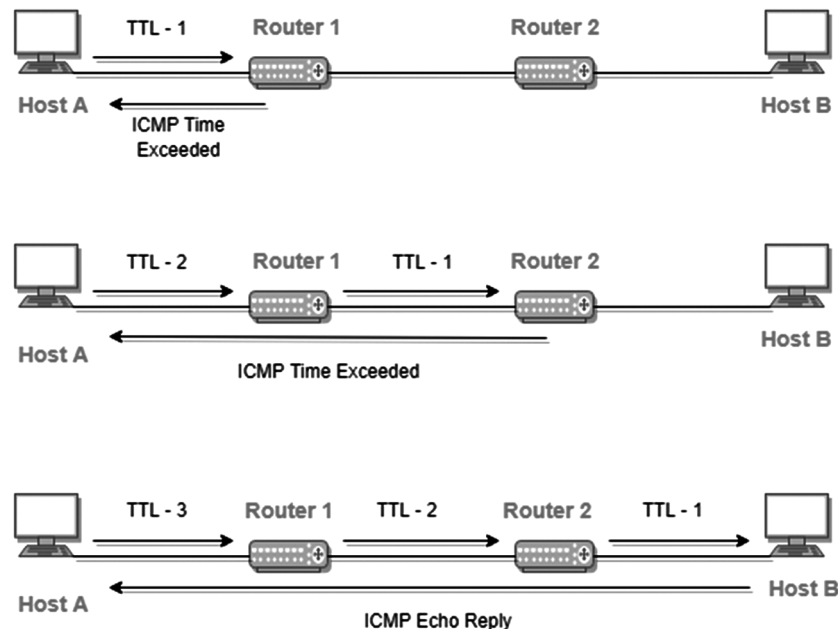 TTL - 1
Router 1
Router 2
Host A
Host B
ICMP Time
Exceeded
TTL - 2
Router 1
TTL - 1
Router 2
Host A
Host B
ICMP Time Exceeded
TTL - 3
Router 1
TTL - 2
Router 2
TTL - 1
Host A
Host B
ICMP Echo Reply